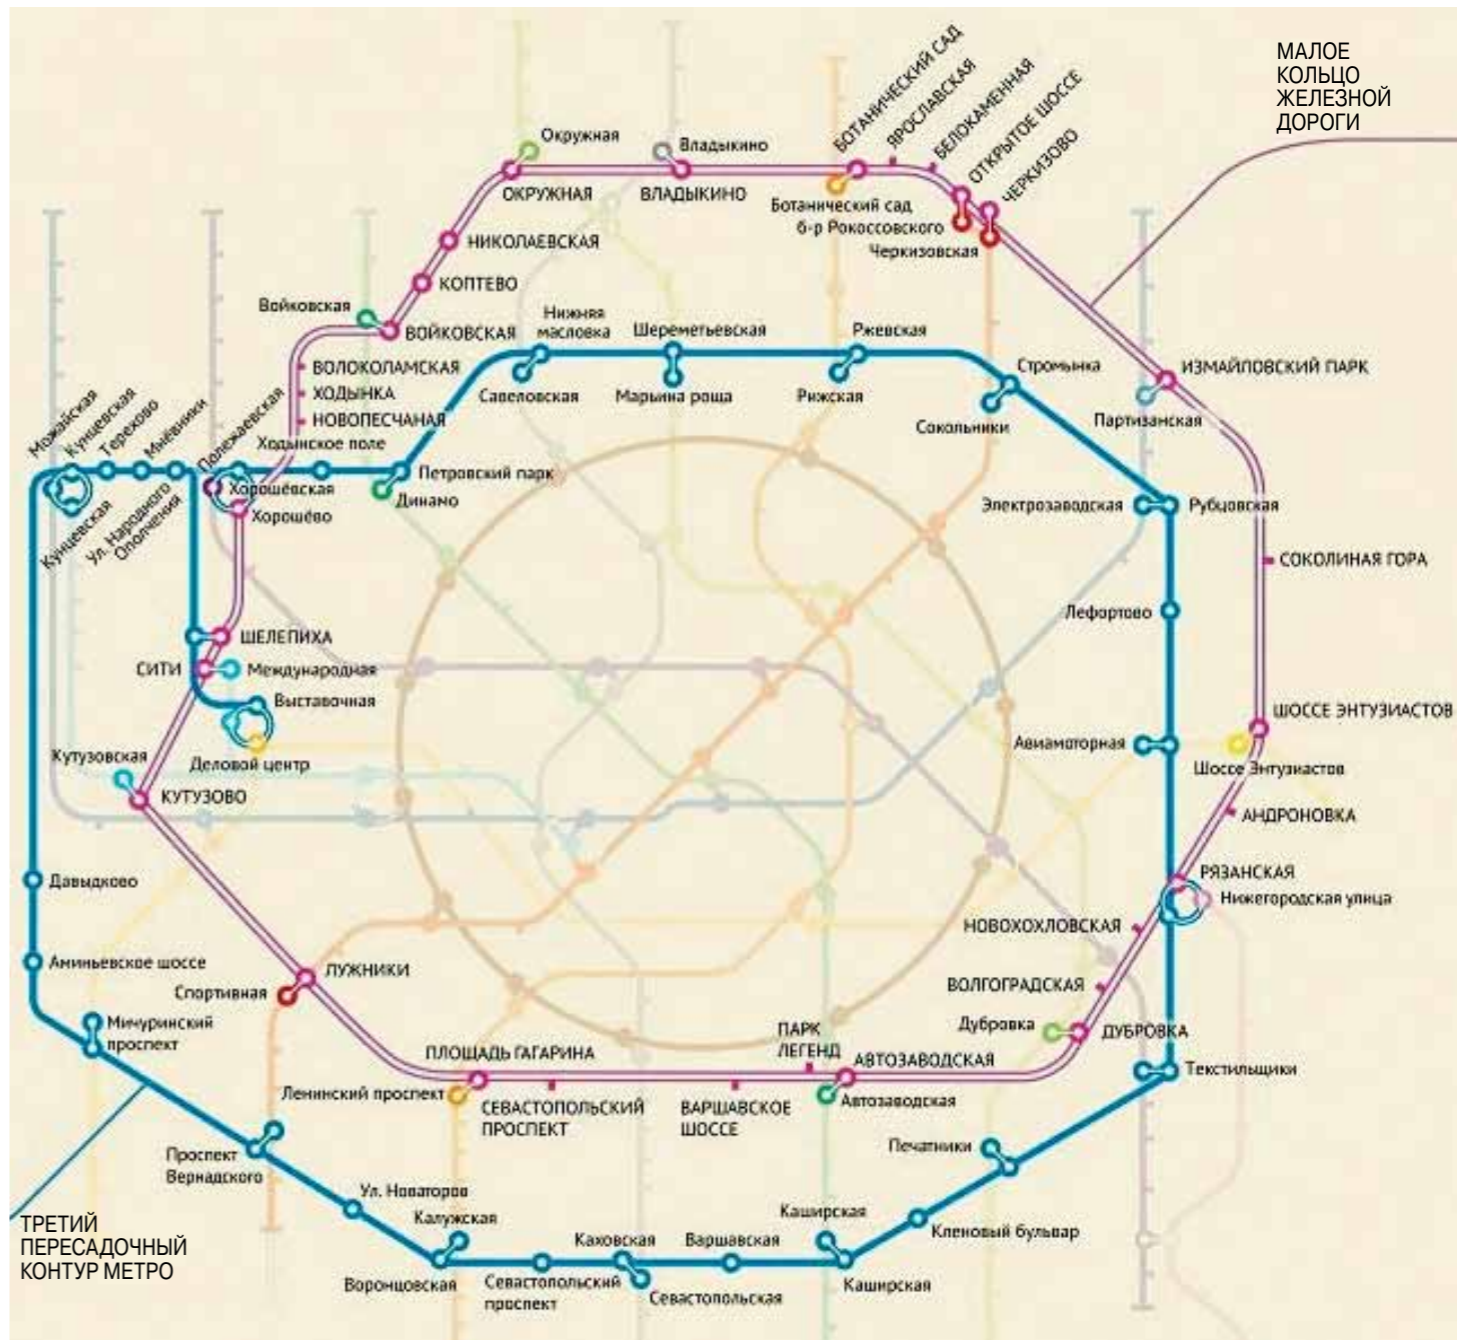 МАЛОЕ
КОЛЬЦО
ЖЕЛЕЗНОЙ
ДОРОГИ
БОТАНИЧЕСКИЙ САД
ЯРОСЛАВСКАЯ
БЕЛОКАМЕННАЯ
ОТКРЫТОЕ ШОССЕ
ЧЕРКИЗОВО
Окружная
Владыкино
ОКРУЖНАЯ
ВЛАДЫКИНО
Ботанический сад
б-р Рокоссовского
Черкизовская
НИКОЛАЕВСКАЯ
КОПТЕВО
Войковская
ВОЙКОВСКАЯ
Нижняя
масловка
Шереметьевская
Ржевская
ВОЛОКОЛАМСКАЯ
ХОДЫНКА
НОВОПЕСЧАНАЯ
Савеловская
Марьина роща
Рижская
Стромынка
Сокольники
ИЗМАЙЛОВСКИЙ ПАРК
Партизанская
Можайская
Кунцевская
Терехово
Мнёвники
Полежаевская
Ходынское поле
Петровский парк
Динамо
Хорошёвская
Хорошёво
Кунцевская
Ул. Народного
Ополчения
Электрозаводская
Рубцовская
СОКОЛИНАЯ ГОРА
Лефортово
ШЕЛЕПИХА
СИТИ
Международная
Выставочная
Деловой центр
Кутузовская
КУТУЗОВО
ШОССЕ ЭНТУЗИАСТОВ
Авиамоторная
Шоссе Энтузиастов
АНДРОНОВКА
Давыдково
РЯЗАНСКАЯ
Нижегородская улица
НОВОХОХЛОВСКАЯ
Аминьевское шоссе
ЛУЖНИКИ
Спортивная
ВОЛГОГРАДСКАЯ
Мичуринский
проспект
Дубровка
ДУБРОВКА
ПЛОЩАДЬ ГАГАРИНА
ПАРК
ЛЕГЕНД
АВТОЗАВОДСКАЯ
Текстильщики
Ленинский проспект
СЕВАСТОПОЛЬСКИЙ
ПРОСПЕКТ
ВАРШАВСКОЕ
ШОССЕ
Автозаводская
Печатники
Проспект
Вернадского
Ул. Новаторов
Калужская
Каховская
Варшавская
Каширская
Кленовый бульвар
ТРЕТИЙ
ПЕРЕСАДОЧНЫЙ
КОНТУР МЕТРО
Воронцовская
Севастопольский
проспект
Севастопольская
Каширская